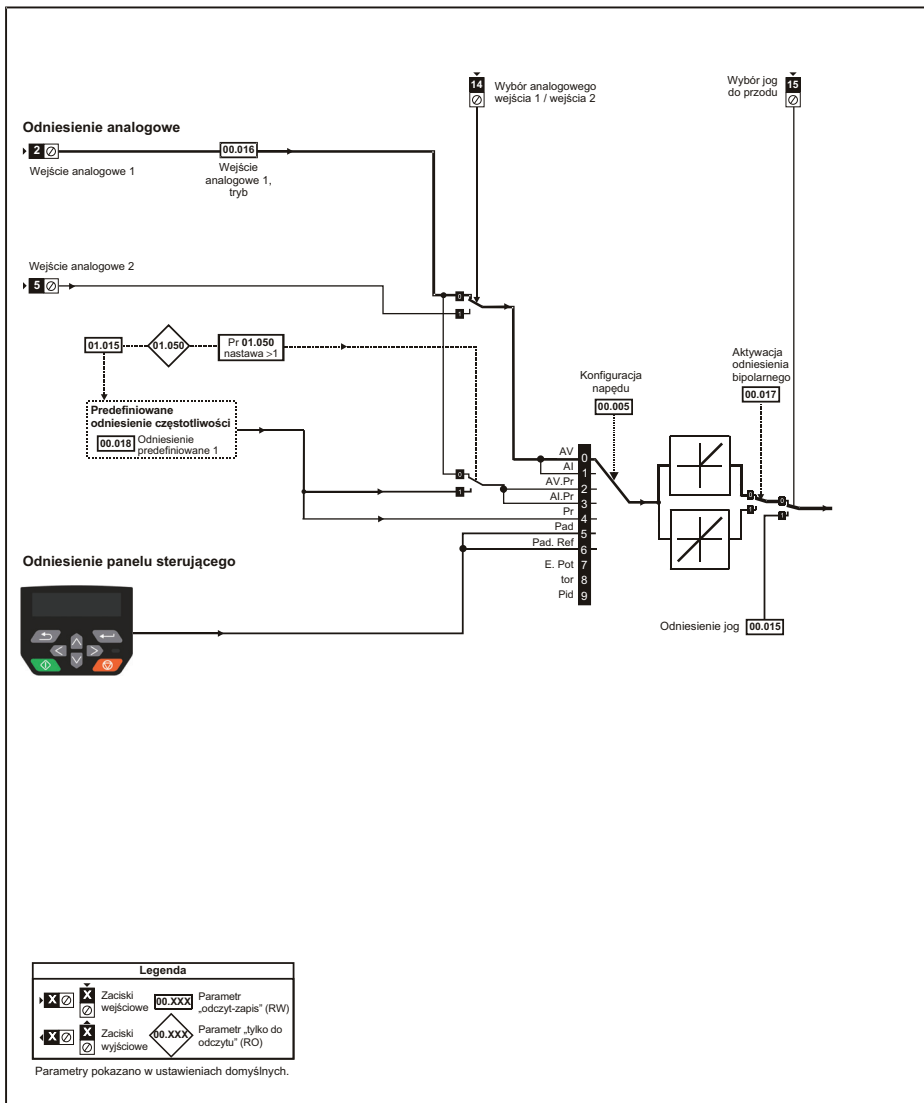 14
Wybór analogowego
wejścia 1 / wejścia 2
Wybór jog
do przodu
15
Odniesienie analogowe
2
00.016
Wejście analogowe 1
Wejście
analogowe 1,
tryb
Wejście analogowe 2
5
0
1
01.015
01.050
Pr 01.050
nastawa >1
Predefiniowane
odniesienie częstotliwości
00.018 Odniesienie
predefiniowane 1
0
1
Konfiguracja
napędu
00.005
Aktywacja
odniesienia
bipolarnego
00.017
AV 0
AI 1
AV.Pr 2
AI.Pr 3
Pr 4
Pad 5
Pad. Ref 6
E. Pot 7
tor 8
Pid 9
0
1
0
1
Odniesienie jog 00.015
Odniesienie panelu sterującego
Legenda
X
X
Zaciski
wejściowe
00.XXX
Parametr
„odczyt-zapis” (RW)
X
X
Zaciski
wyjściowe
00.XXX
Parametr „tylko do
odczytu” (RO)
Parametry pokazano w ustawieniach domyślnych.